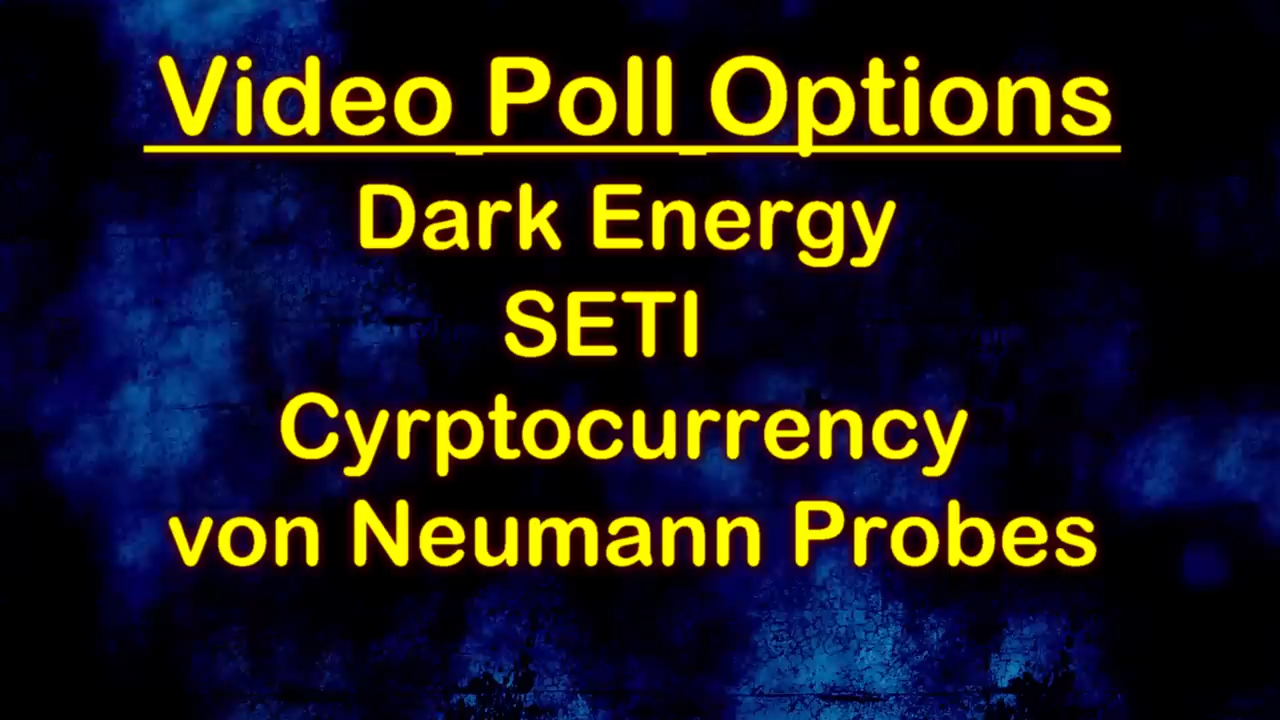 Video Poll Options
Dark Energy
SETI
Cyrptocurrency
von Neumann Probes